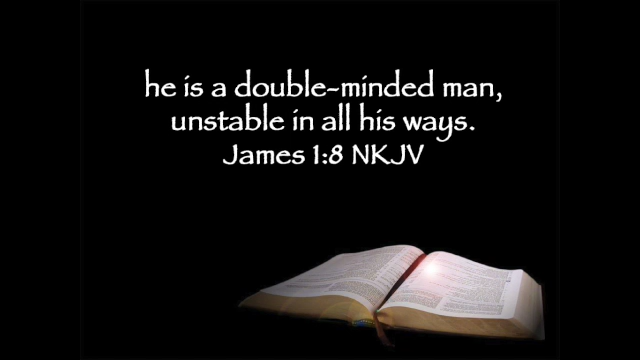 he is a double-minded man,
unstable in all his ways.
James 1:8 NKJV